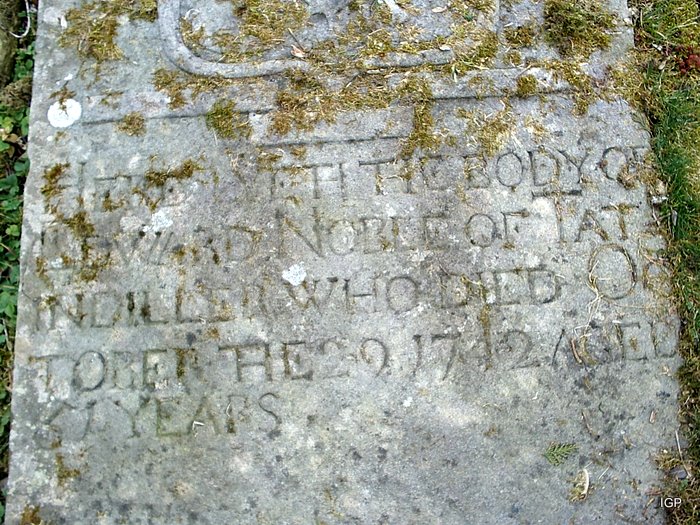 HERE LYETH THE BODY OF
EDWARD NOBLE OF TAT
INDILLER WHO DIED OC
TOBER THE 29 1742 AGED
YEARS
IGP